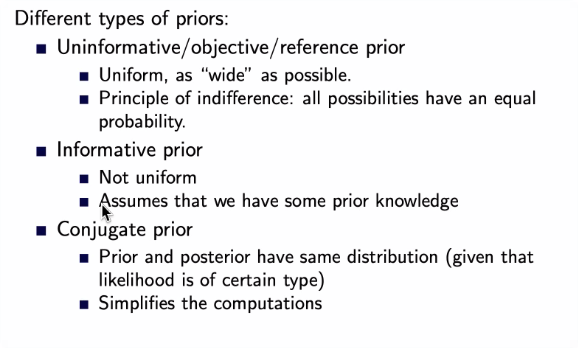 Different types of priors:
Uninformative/objective/reference prior
Uniform, as “wide” as possible.
Principle of indifference: all possibilities have an equal
probability.
Informative prior
Not uniform
Assumes that we have some prior knowledge
Conjugate prior
Prior and posterior have same distribution (given that
likelihood is of certain type)
Simplifies the computations